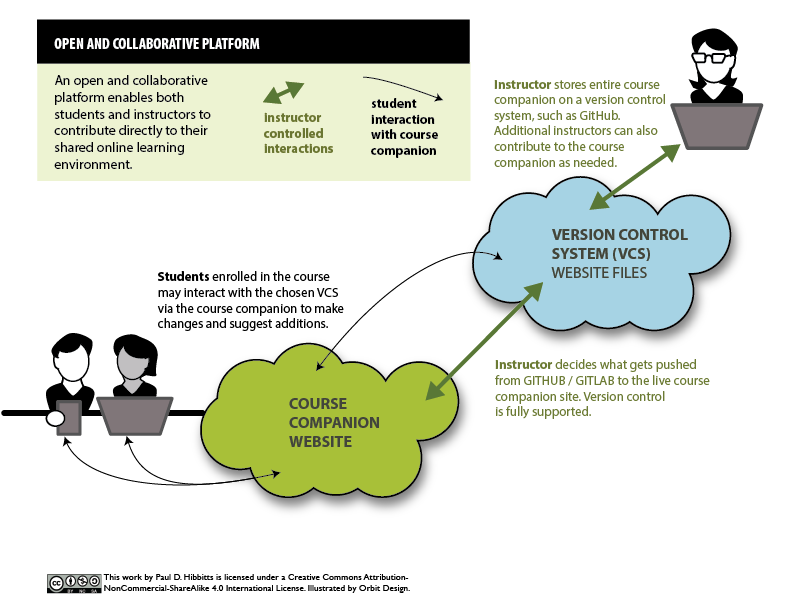 OPEN AND COLLABORATIVE PLATFORM
An open and collaborative
platform enables both
students and instructors to
contribute directly to their
shared online learning
environment.
instructor
controlled
interactions
student
interaction
with course
companion
Instructor stores entire course
companion on a version control
system, such as GitHub.
Additional instructors can also
contribute to the course
companion as needed.
VERSION CONTROL
SYSTEM (VCS)
WEBSITE FILES
Students enrolled in the course
may interact with the chosen VCS
via the course companion to make
changes and suggest additions.
Instructor decides what gets pushed
from GITHUB / GITLAB to the live course
companion site. Version control
is fully supported.
COURSE
COMPANION
WEBSITE
cc
BY NC SA
This work by Paul D. Hibbitts is licensed under a Creative Commons Attribution-
NonCommercial-ShareAlike 4.0 International License. Illustrated by Orbit Design.